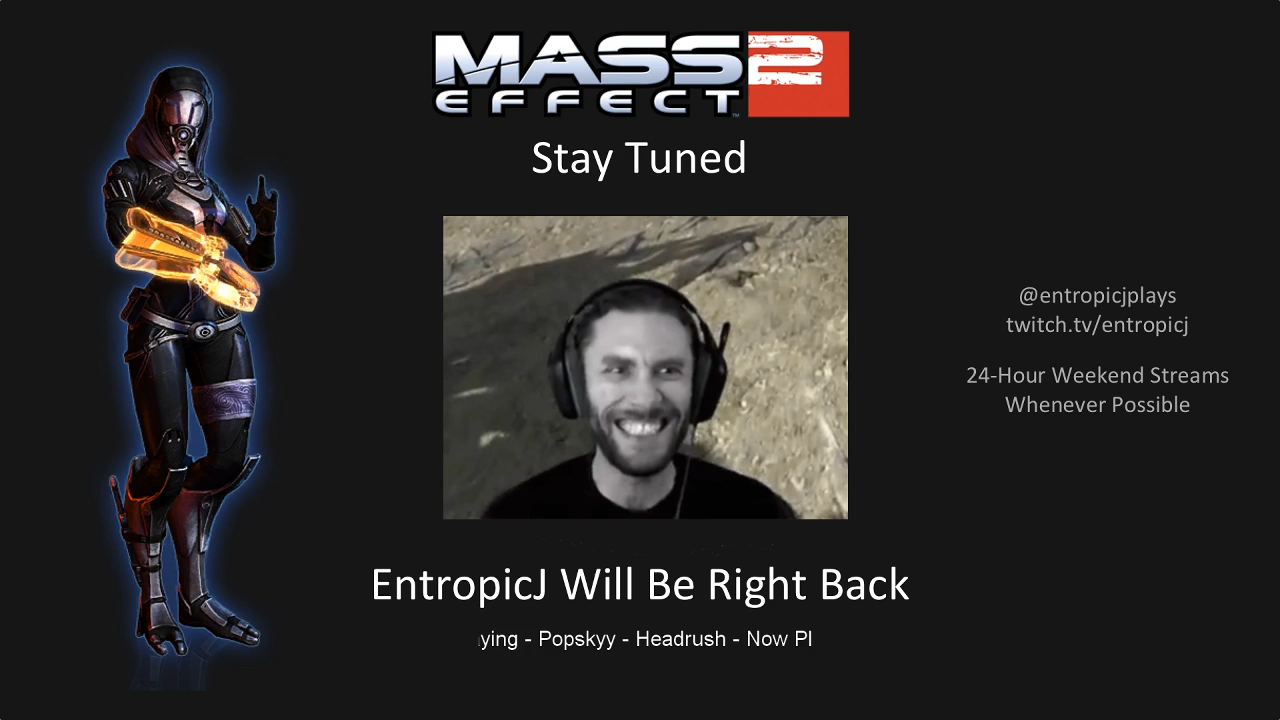 MASS 2
EFFECT™
Stay Tuned
@entropicjplays
twitch.tv/entropicj
24-Hour Weekend Streams
Whenever Possible
EntropicJ Will Be Right Back
ying - Popskyy - Headrush - Now Pl